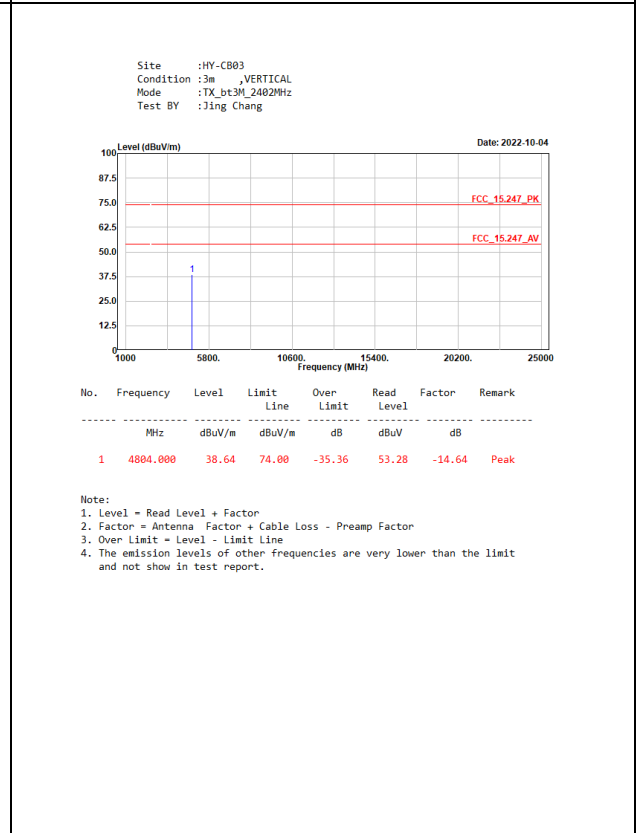 Site :HY-CB03
Condition :3m ,VERTICAL
Mode :TX_bt3M_2402MHz
Test BY :Jing Chang
Level (dBuV/m)
Date: 2022-10-04
100
87.5
75.0
FCC_15.247_PK
62.5
FCC_15.247_AV
50.0
1
37.5
25.0
12.5
0
1000 5800. 10600. 15400. 20200. 25000
Frequency (MHz)
No. Frequency Level Limit Over Read Factor Remark
Line Limit Level
------ ----------- -------- -------- --------- --------- -------- ---------
MHz dBuV/m dBuV/m dB dBuV dB
1 4804.000 38.64 74.00 -35.36 53.28 -14.64 Peak
Note:
1. Level = Read Level + Factor
2. Factor = Antenna Factor + Cable Loss - Preamp Factor
3. Over Limit = Level - Limit Line
4. The emission levels of other frequencies are very lower than the limit
and not show in test report.